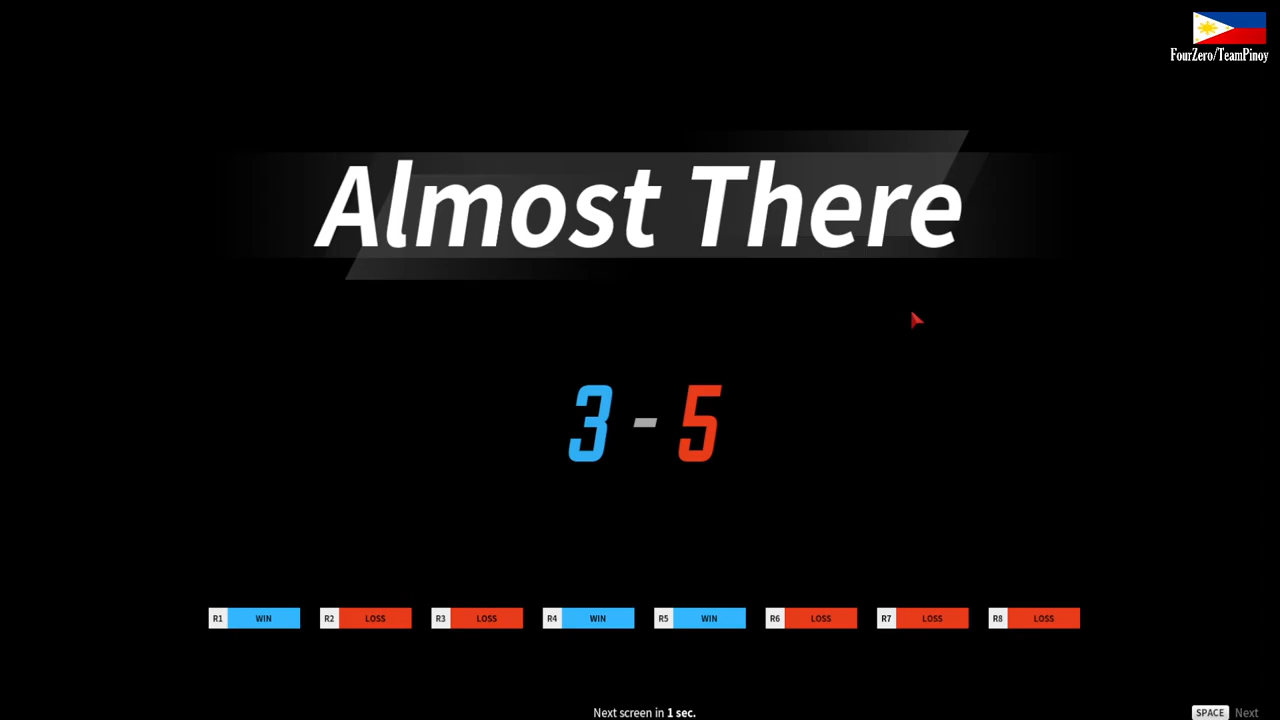 FourZero/TeamPinoy
Almost There
3 - 5
R1 WIN R2 LOSS R3 LOSS R4 WIN R5 WIN R6 LOSS R7 LOSS R8 LOSS
Next screen in 1 sec.
SPACE Next